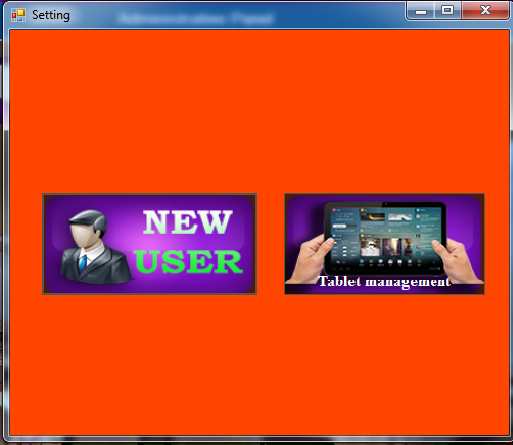 Setting
Administration Panel
NEW
USER
Tablet management